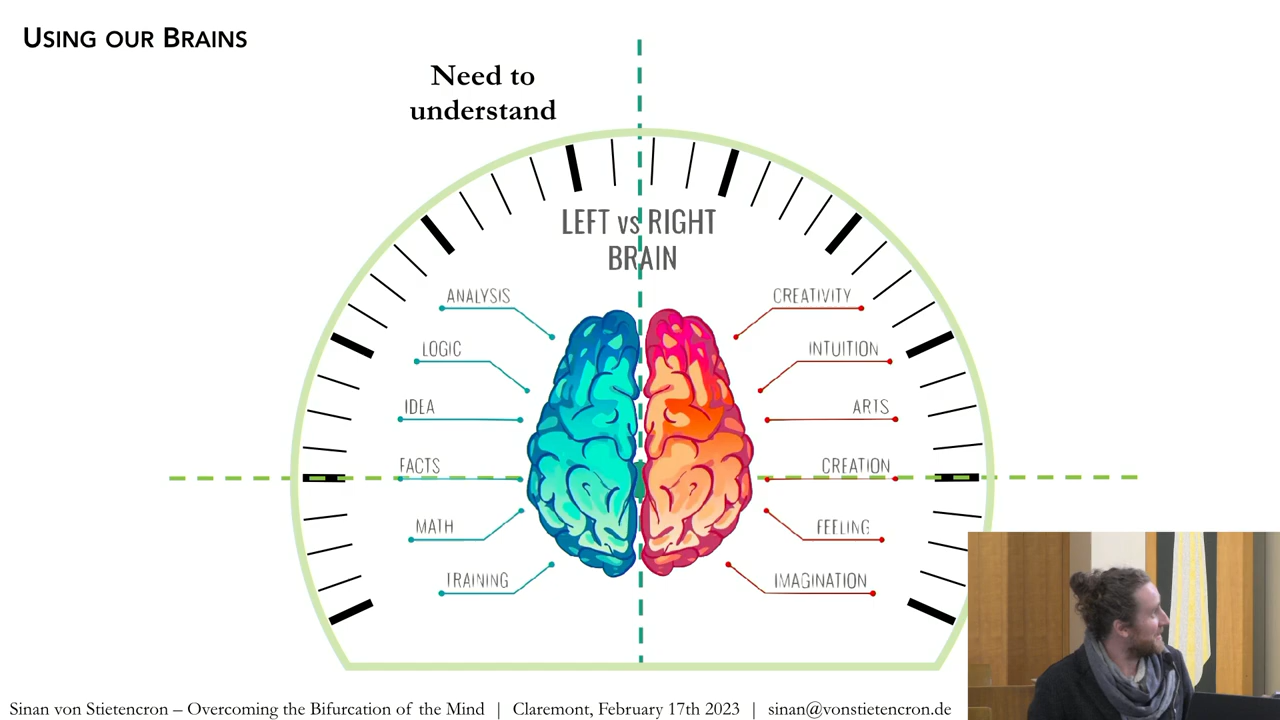 USING OUR BRAINS
Need to
understand
LEFT vs RIGHT
BRAIN
ANALYSIS
LOGIC
IDEA
FACTS
MATH
TRAINING
CREATIVITY
INTUITION
ARTS
CREATION
FEELING
IMAGINATION
Sinan von Stietencron – Overcoming the Bifurcation of the Mind | Claremont, February 17th 2023 | sinan@vonstietencron.de